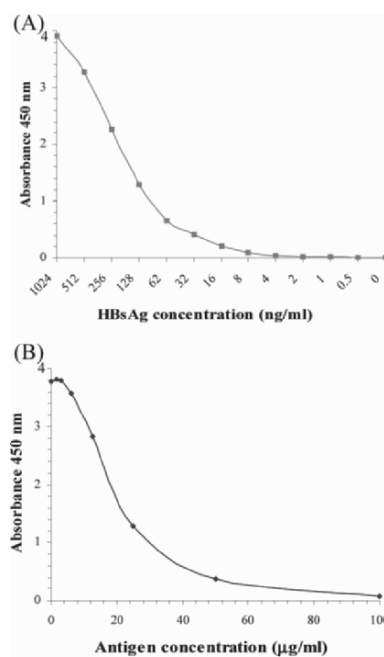 (A)
4
3
2
1
0
Absorbance 450 nm
1024 512 256 128 62 32 16 8 4 2 1 0.5 0
HBsAg concentration (ng/ml)
(B)
4
3
2
1
0
Absorbance 450 nm
0 20 40 60 80 100
Antigen concentration (µg/ml)